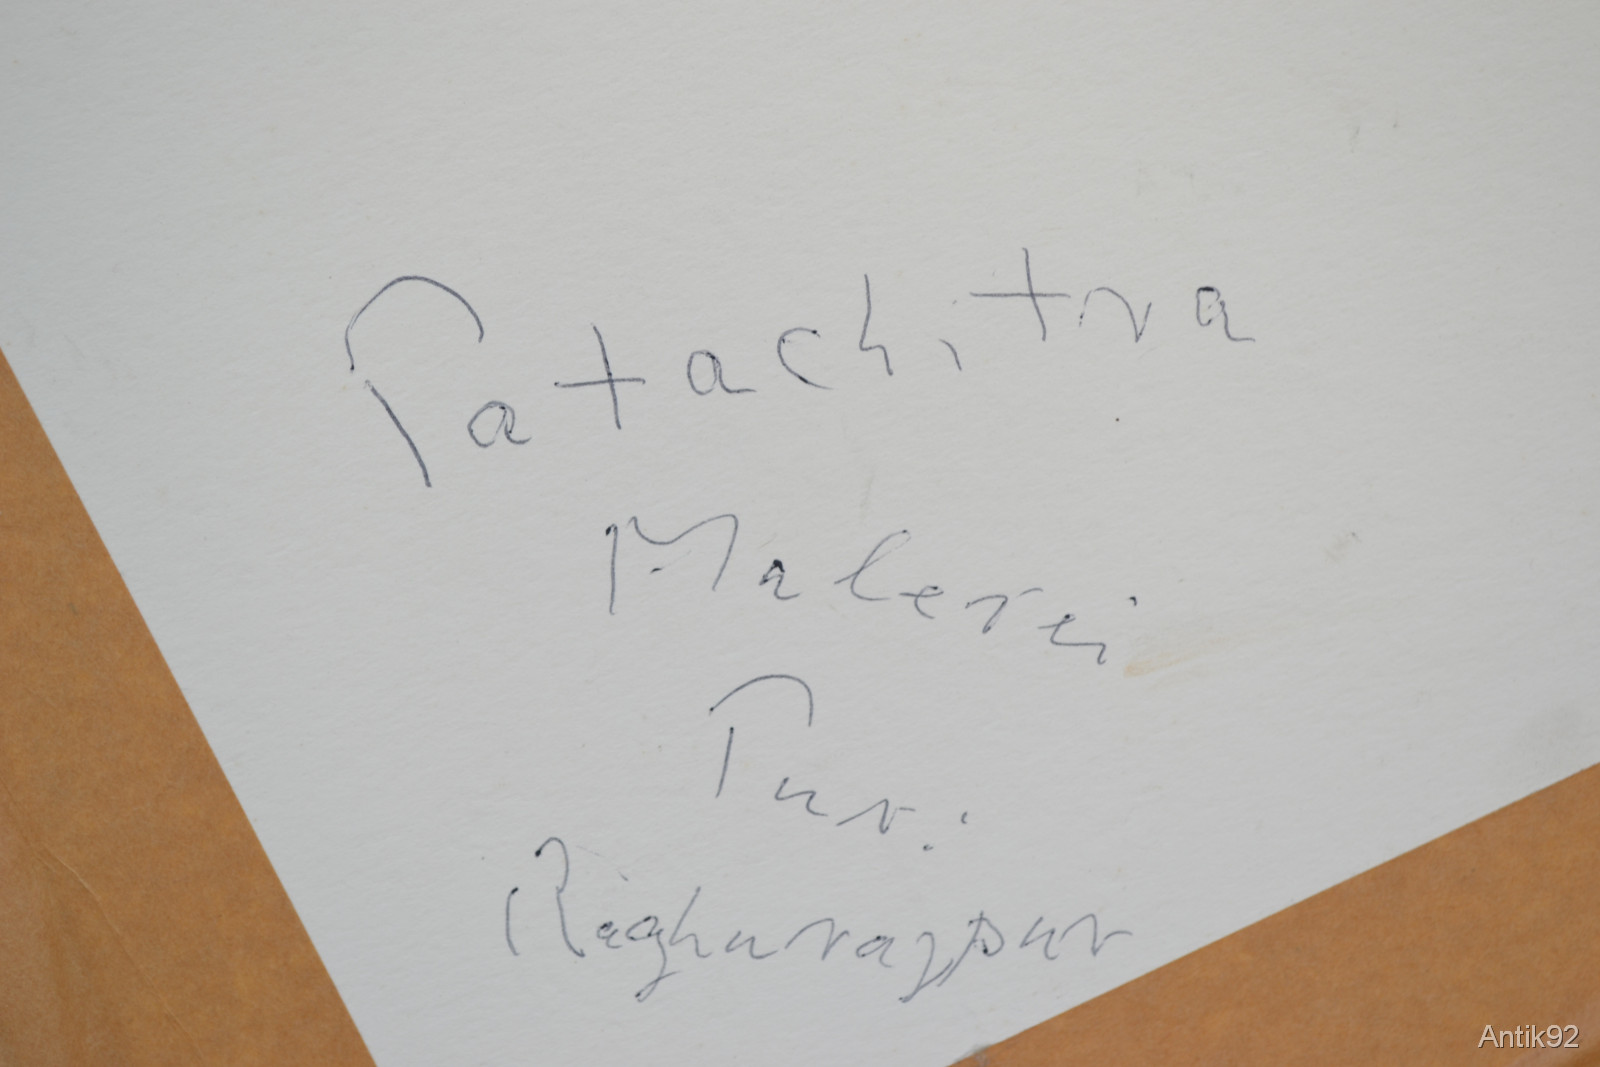 Patachitra
Malerei
Puri
Raghurajpur
Antik92